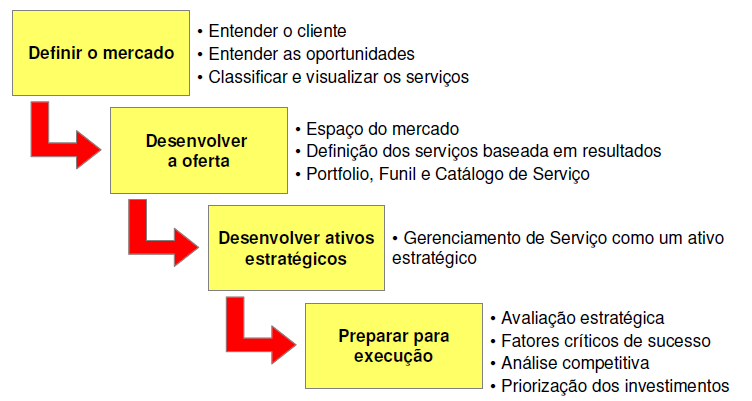 Definir o mercado
• Entender o cliente
• Entender as oportunidades
• Classificar e visualizar os serviços
Desenvolver
a oferta
• Espaço do mercado
• Definição dos serviços baseada em resultados
• Portfolio, Funil e Catálogo de Serviço
Desenvolver ativos
estratégicos
• Gerenciamento de Serviço como um ativo
estratégico
Preparar para
execução
• Avaliação estratégica
• Fatores críticos de sucesso
• Análise competitiva
• Priorização dos investimentos